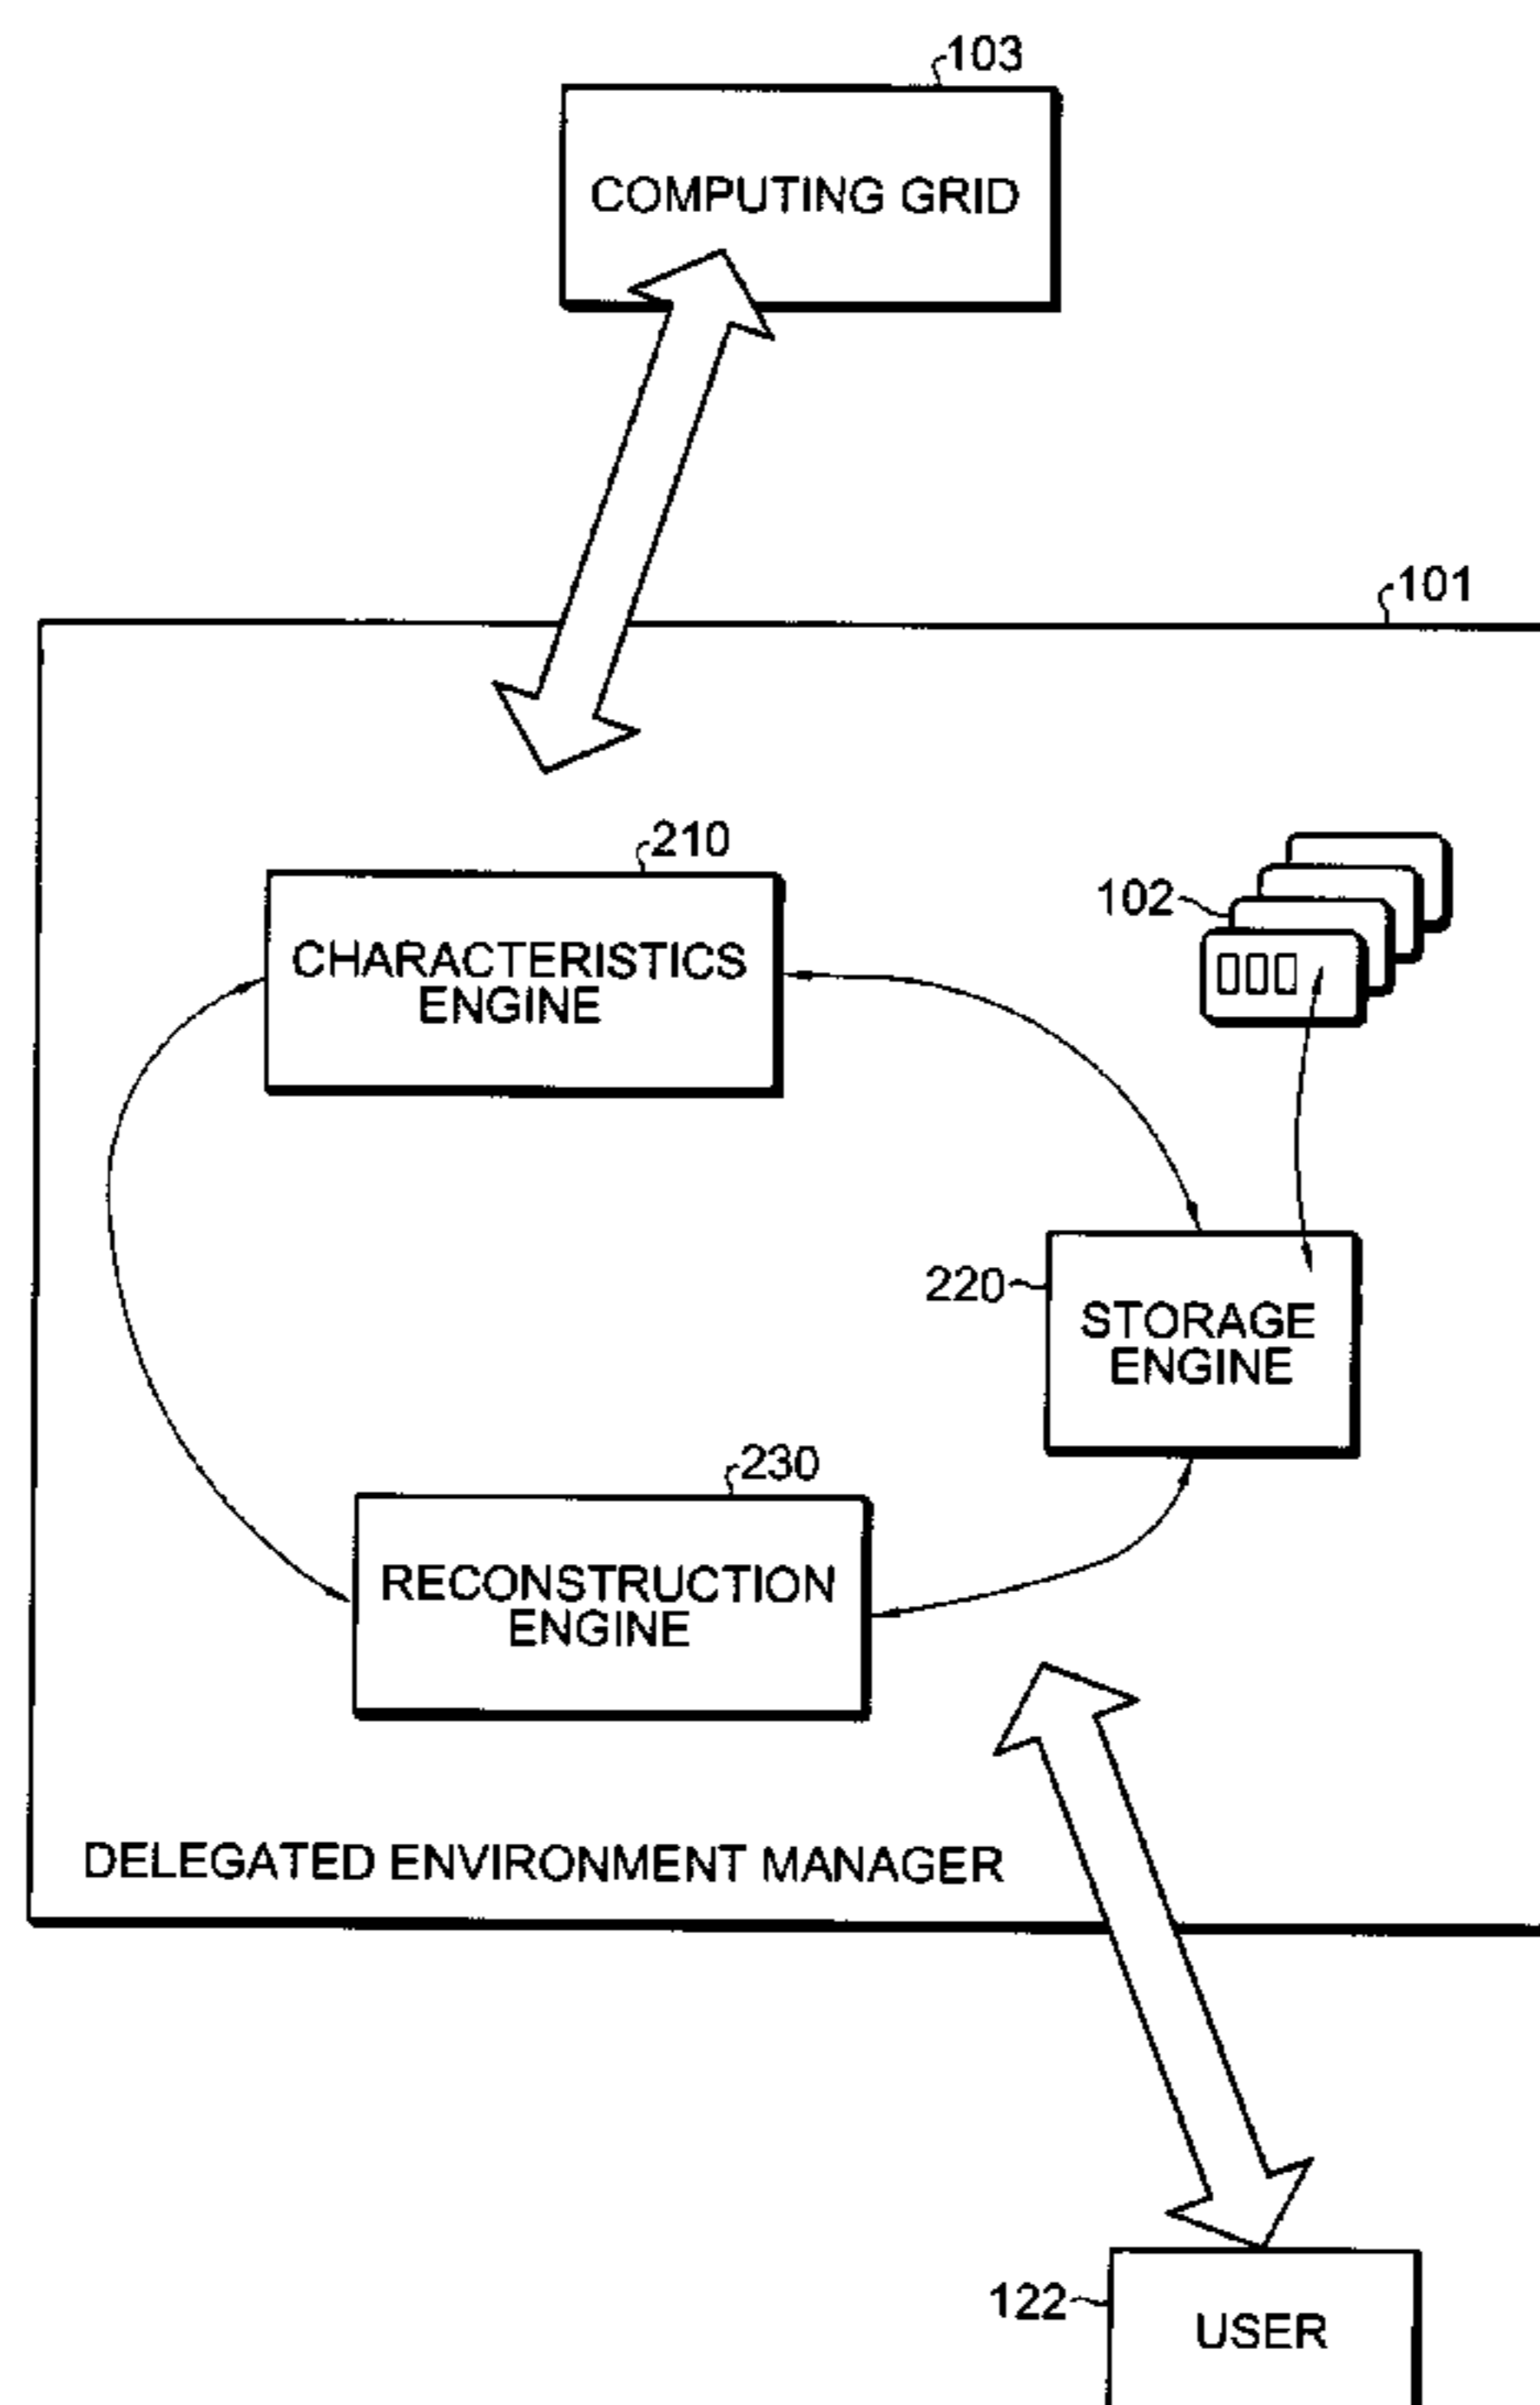 103
COMPUTING GRID
101
210
CHARACTERISTICS
ENGINE
102
220
STORAGE
ENGINE
230
RECONSTRUCTION
ENGINE
DELEGATED ENVIRONMENT MANAGER
122
USER